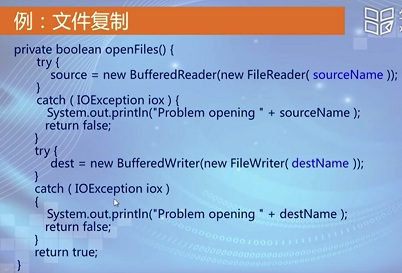 例：文件复制
private boolean openFiles() {
try {
source = new BufferedReader(new FileReader( sourceName ));
}
catch ( IOException iox ) {
System.out.println("Problem opening " + sourceName );
return false;
}
try {
dest = new BufferedWriter(new FileWriter( destName ));
}
catch ( IOException iox )
{
System.out.println("Problem opening " + destName );
return false;
}
return true;
}